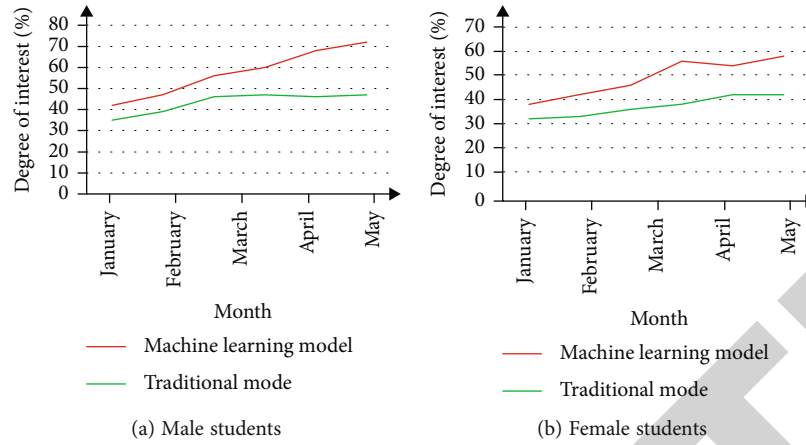 Degree of interest (%)
80
70
60
50
40
30
20
10
0
January
February
March
April
May
Month
Machine learning model
Traditional mode
(a) Male students
Degree of interest (%)
70
60
50
40
30
10
0
January
February
March
April
May
Month
Machine learning model
Traditional mode
(b) Female students